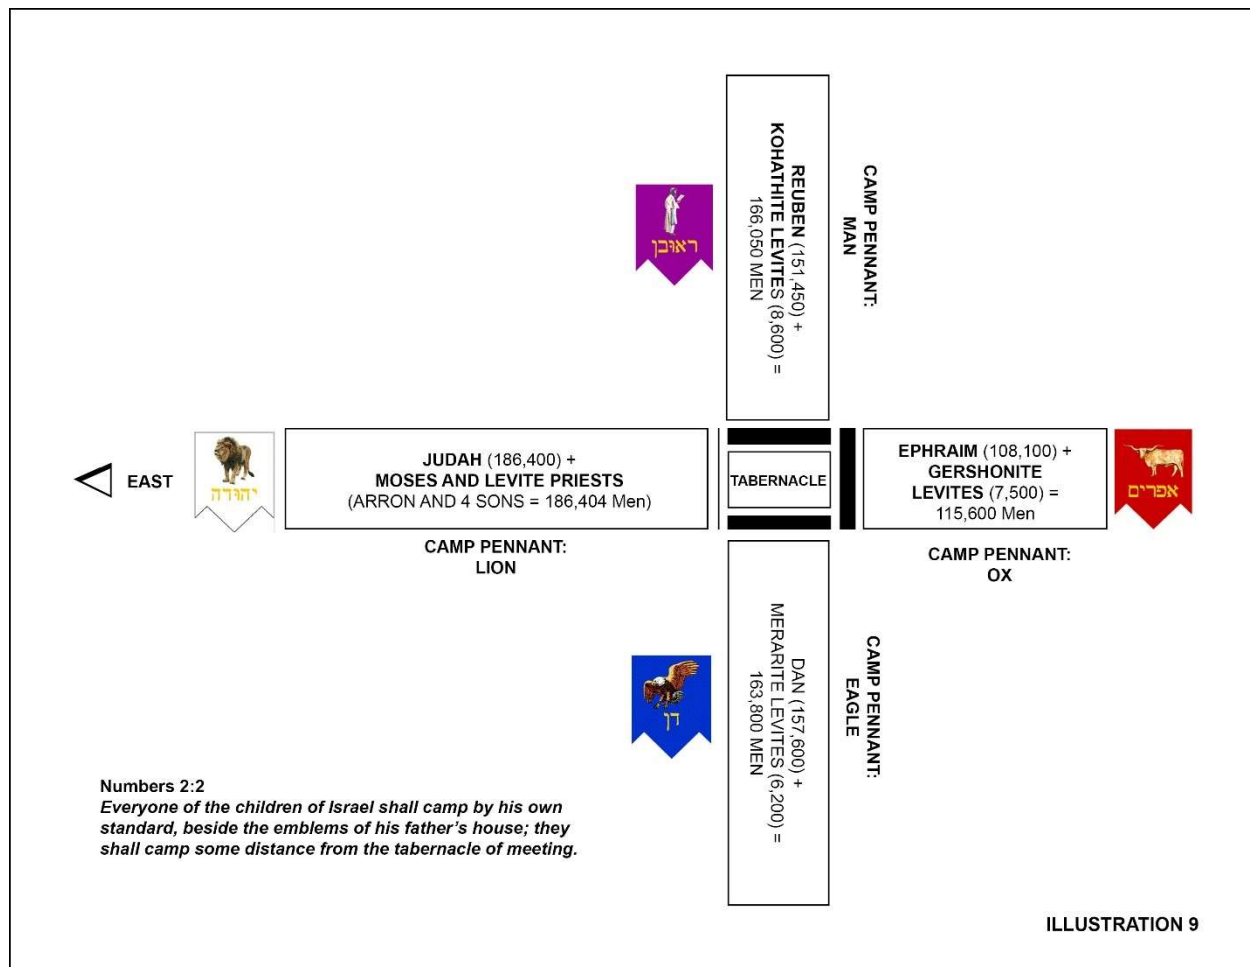 REUBEN (151,450) +
KOHATHITE LEVITES (8,600) =
166,050 MEN
CAMP PENNANT:
MAN
ראובן
EAST
יהודה
JUDAH (186,400) +
MOSES AND LEVITE PRIESTS
(ARRON AND 4 SONS = 186,404 Men)
CAMP PENNANT:
LION
TABERNACLE
EPHRAIM (108,100) +
GERSHONITE
LEVITES (7,500) =
115,600 Men
אפרים
CAMP PENNANT:
OX
דן
DAN (157,600) +
MERARITE LEVITES (6,200) =
163,800 MEN
CAMP PENNANT:
EAGLE
Numbers 2:2
Everyone of the children of Israel shall camp by his own
standard, beside the emblems of his father’s house; they
shall camp some distance from the tabernacle of meeting.
ILLUSTRATION 9